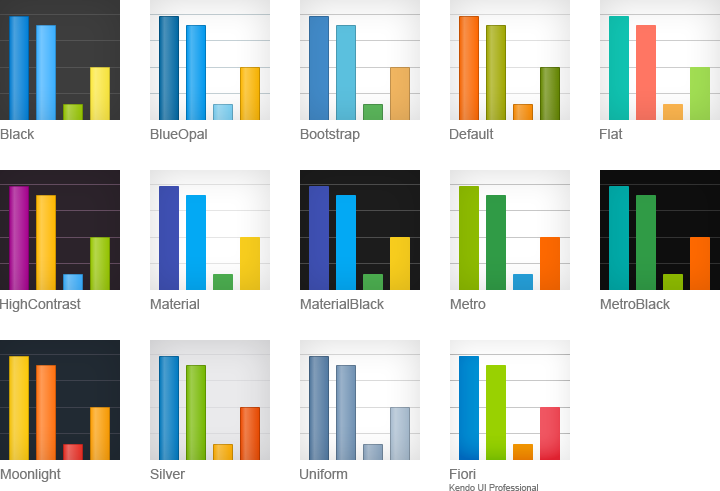 Black
BlueOpal
Bootstrap
Default
Flat
HighContrast
Material
MaterialBlack
Metro
MetroBlack
Moonlight
Silver
Uniform
Fiori
Kendo UI Professional